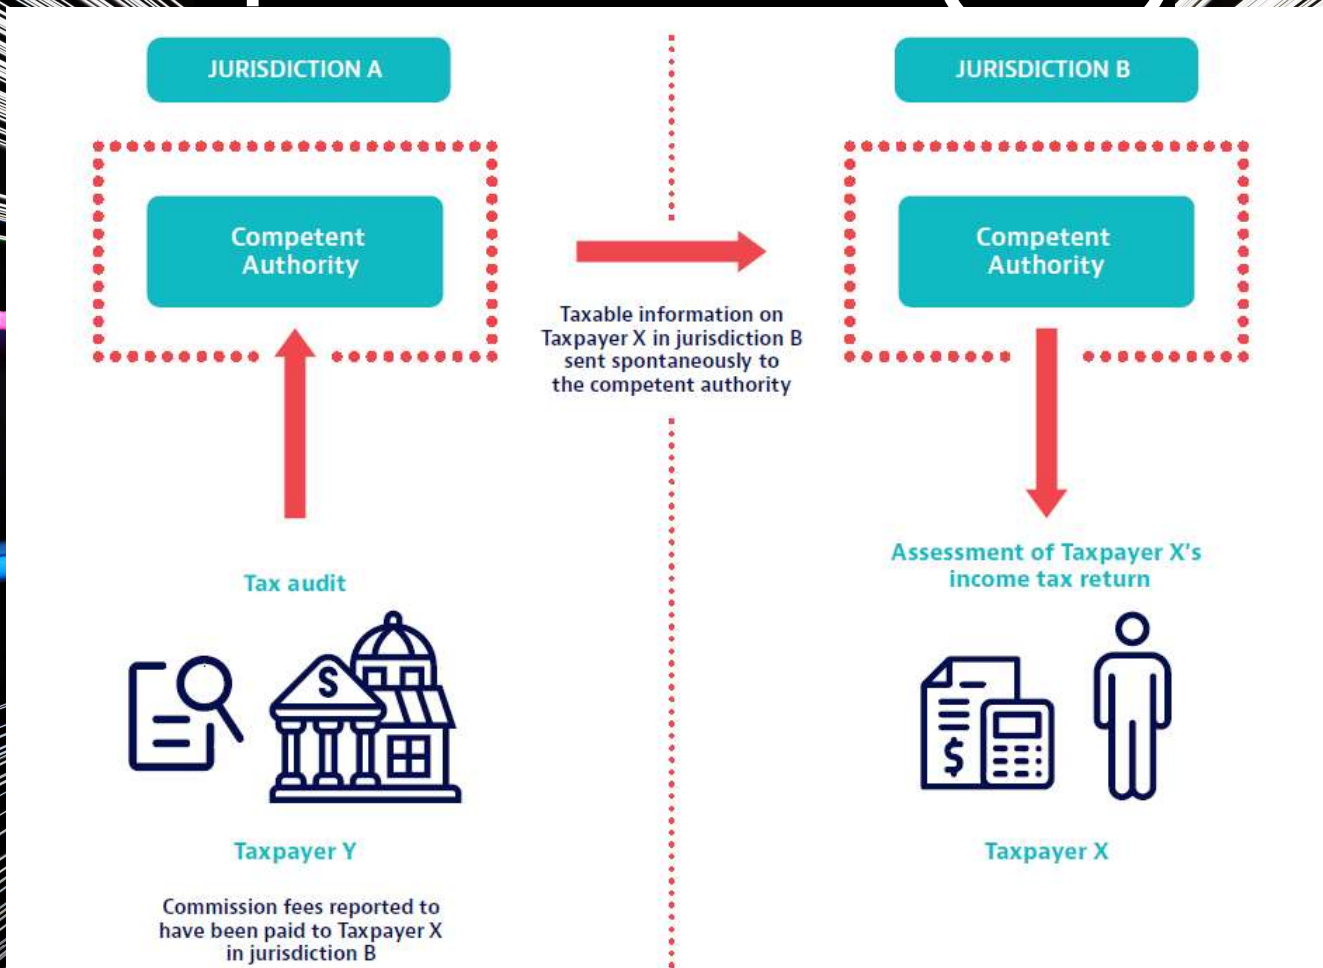 JURISDICTION A
JURISDICTION B
Competent
Authority
Competent
Authority
Taxable information on
Taxpayer X in jurisdiction B
sent spontaneously to
the competent authority
Tax audit
Assessment of Taxpayer X's
income tax return
$
$
Taxpayer Y
Taxpayer X
Commission fees reported to
have been paid to Taxpayer X
in jurisdiction B